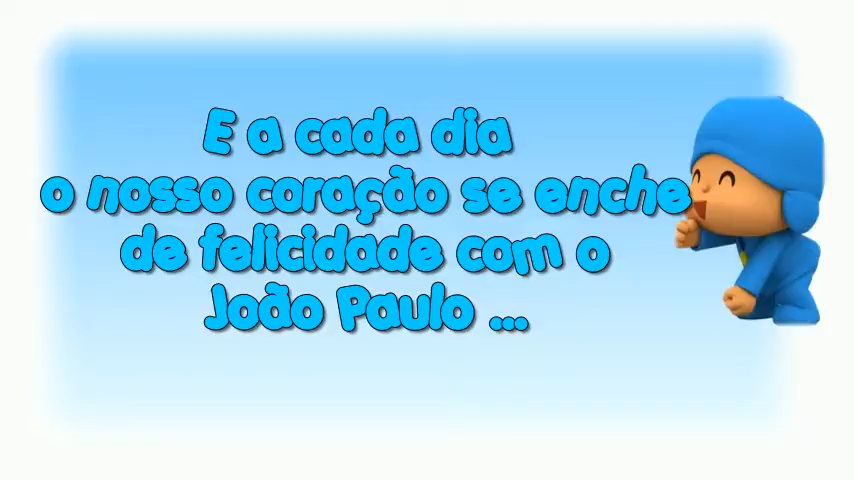 E a cada dia
o nosso coração se enche
de felicidade com o
João Paulo ...